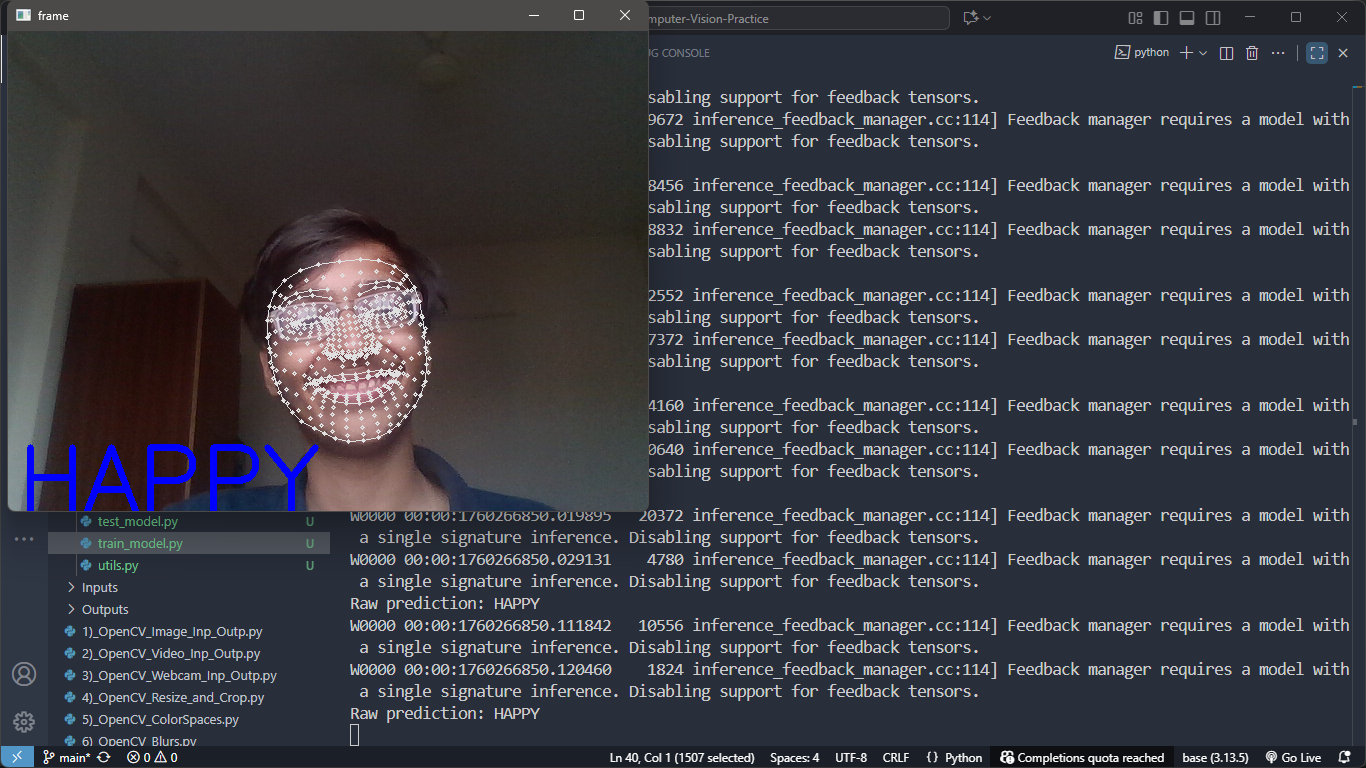 frame
mputer-Vision-Practice
G CONSOLE
python
sabling support for feedback tensors.
9672 inference_feedback_manager.cc:114] Feedback manager requires a model with
sabling support for feedback tensors.
8456 inference_feedback_manager.cc:114] Feedback manager requires a model with
sabling support for feedback tensors.
8832 inference_feedback_manager.cc:114] Feedback manager requires a model with
sabling support for feedback tensors.
2552 inference_feedback_manager.cc:114] Feedback manager requires a model with
sabling support for feedback tensors.
7372 inference_feedback_manager.cc:114] Feedback manager requires a model with
sabling support for feedback tensors.
4160 inference_feedback_manager.cc:114] Feedback manager requires a model with
sabling support for feedback tensors.
0640 inference_feedback_manager.cc:114] Feedback manager requires a model with
sabling support for feedback tensors.
HAPPY
W0000 00:00:1760266850.019895 20372 inference_feedback_manager.cc:114] Feedback manager requires a model with
a single signature inference. Disabling support for feedback tensors.
W0000 00:00:1760266850.029131 4780 inference_feedback_manager.cc:114] Feedback manager requires a model with
a single signature inference. Disabling support for feedback tensors.
Raw prediction: HAPPY
W0000 00:00:1760266850.111842 10556 inference_feedback_manager.cc:114] Feedback manager requires a model with
a single signature inference. Disabling support for feedback tensors.
W0000 00:00:1760266850.120460 1824 inference_feedback_manager.cc:114] Feedback manager requires a model with
a single signature inference. Disabling support for feedback tensors.
Raw prediction: HAPPY
test_model.py U
train_model.py U
utils.py U
Inputs
Outputs
1)_OpenCV_Image_Inp_Outp.py
2)_OpenCV_Video_Inp_Outp.py
3)_OpenCV_Webcam_Inp_Outp.py
4)_OpenCV_Resize_and_Crop.py
5)_OpenCV_ColorSpaces.py
6)_OpenCV_Blurs.py
main* 0 0 Ln 40, Col 1 (1507 selected) Spaces: 4 UTF-8 CRLF {} Python Completions quota reached base (3.13.5) Go Live